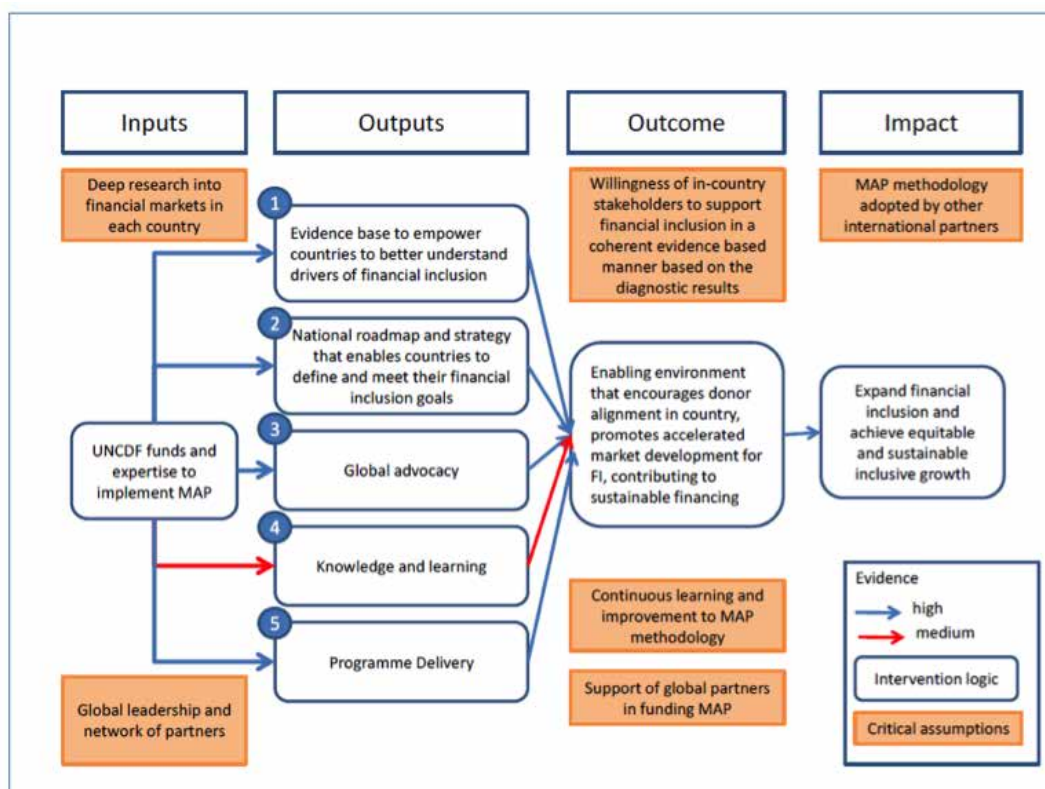 Inputs
Outputs
Outcome
Impact
Deep research into
financial markets in
each country
Willingness of in-country
stakeholders to support
financial inclusion in a
coherent evidence based
manner based on the
diagnostic results
MAP methodology
adopted by other
international partners
1
Evidence base to empower
countries to better understand
drivers of financial inclusion
2
National roadmap and strategy
that enables countries to
define and meet their financial
inclusion goals
UNCDF funds and
expertise to
implement MAP
3
Global advocacy
4
Knowledge and learning
5
Programme Delivery
Enabling environment
that encourages donor
alignment in country,
promotes accelerated
market development for
FI, contributing to
sustainable financing
Expand financial
inclusion and
achieve equitable
and sustainable
inclusive growth
Global leadership and
network of partners
Continuous learning and
improvement to MAP
methodology
Support of global partners
in funding MAP
Evidence
high
medium
Intervention logic
Critical assumptions